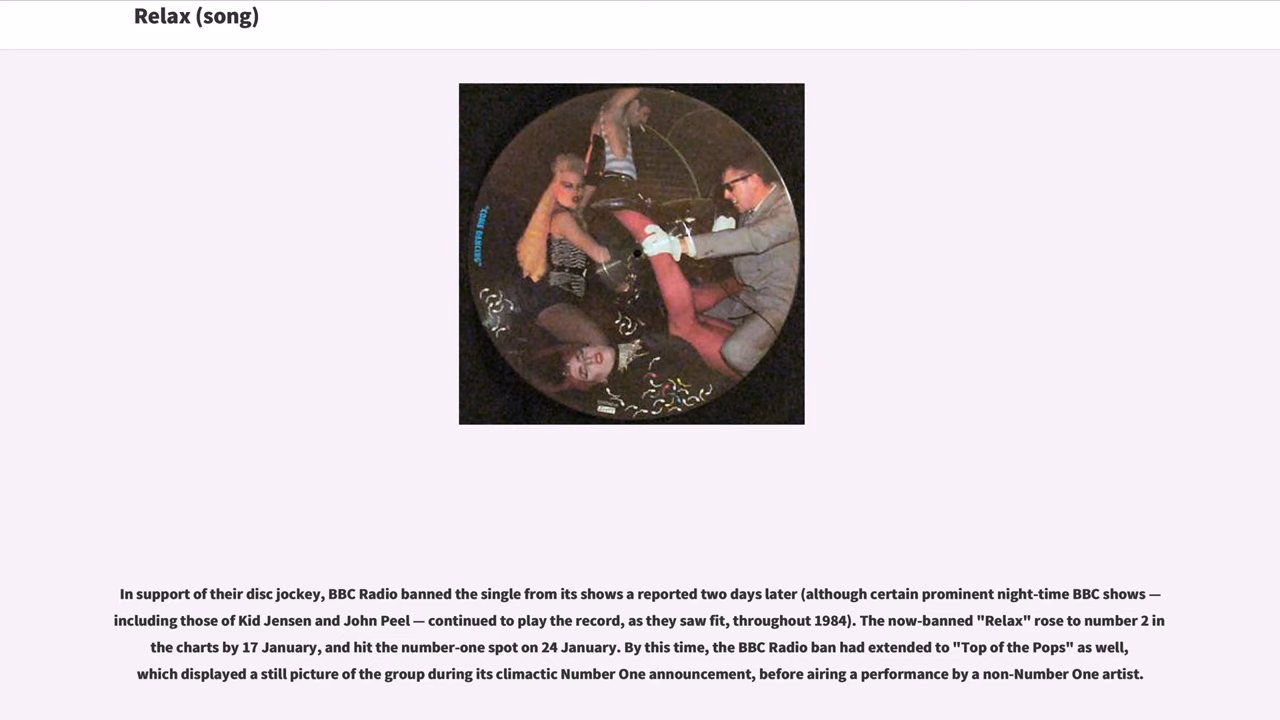 Relax (song)
"COME DANCING"
In support of their disc jockey, BBC Radio banned the single from its shows a reported two days later (although certain prominent night-time BBC shows —
including those of Kid Jensen and John Peel — continued to play the record, as they saw fit, throughout 1984). The now-banned "Relax" rose to number 2 in
the charts by 17 January, and hit the number-one spot on 24 January. By this time, the BBC Radio ban had extended to "Top of the Pops" as well,
which displayed a still picture of the group during its climactic Number One announcement, before airing a performance by a non-Number One artist.